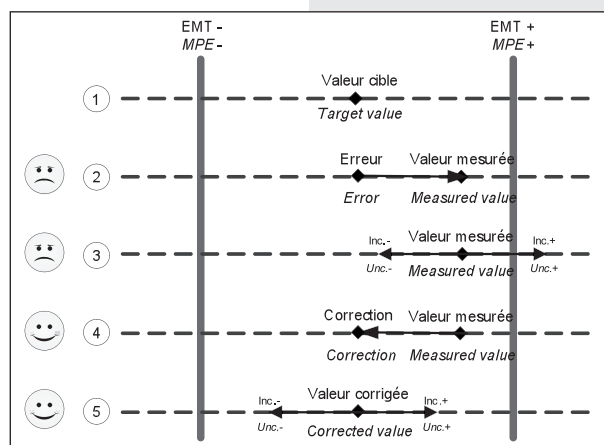 EMT - EMT +
MPE - MPE +
Valeur cible
1
Target value
Erreur Valeur mesurée
2
Error Measured value
Inc.- Valeur mesurée Inc.+
3
Unc.- Measured value Unc.+
Correction Valeur mesurée
4
Correction Measured value
Inc.- Valeur corrigée Inc.+
5
Unc.- Corrected value Unc.+